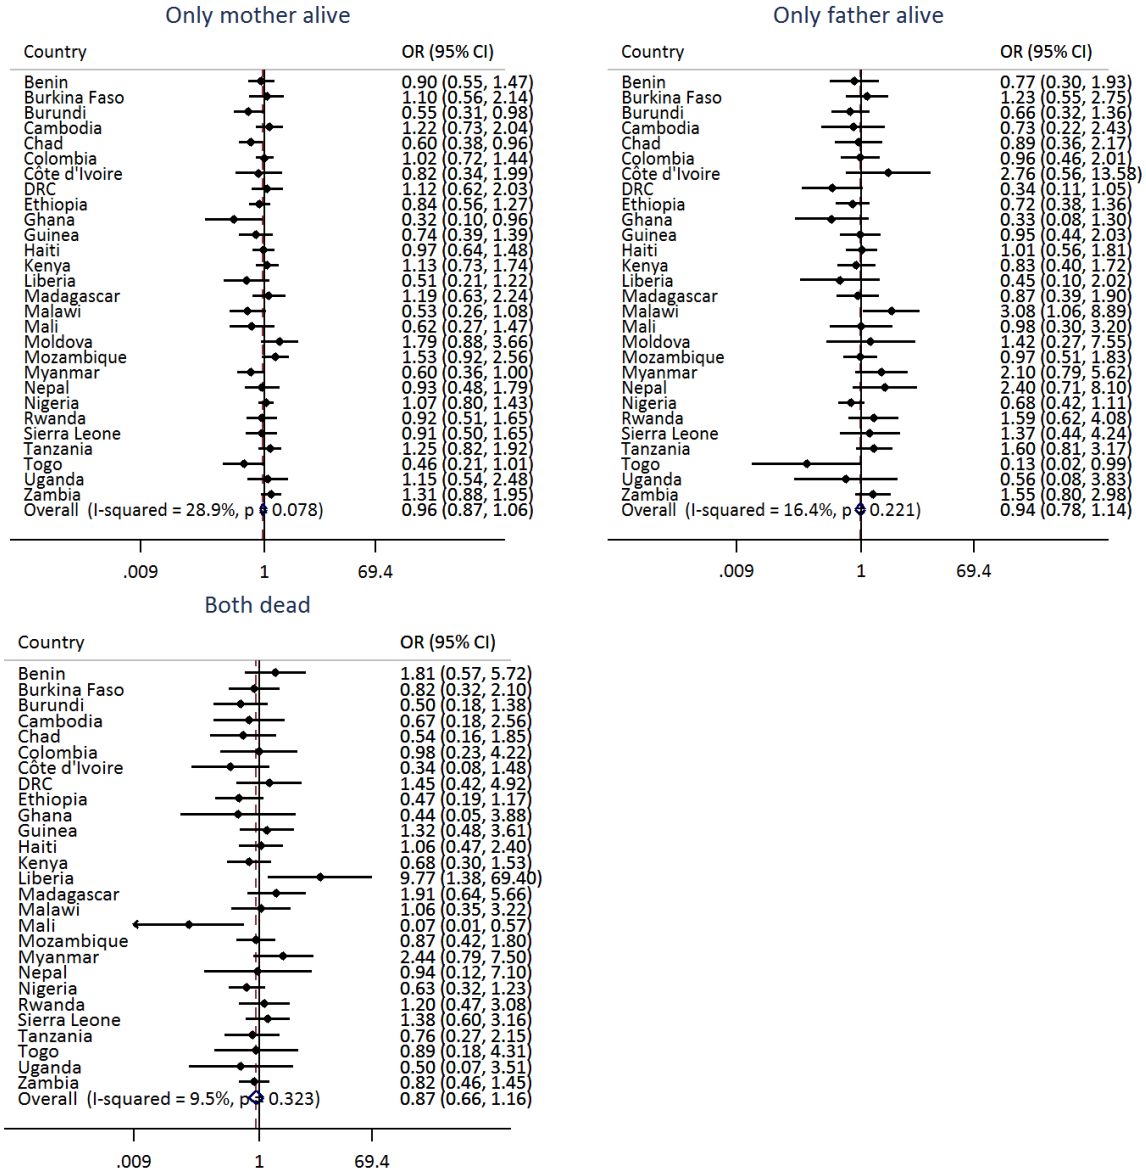 Only mother alive
Country OR (95% CI)
Benin 0.90 (0.55, 1.47)
Burkina Faso 1.10 (0.56, 2.14)
Burundi 0.55 (0.31, 0.98)
Cambodia 1.22 (0.73, 2.04)
Chad 0.60 (0.38, 0.96)
Colombia 1.02 (0.72, 1.44)
Côte d'Ivoire 0.82 (0.34, 1.99)
DRC 1.12 (0.62, 2.03)
Ethiopia 0.84 (0.56, 1.27)
Ghana 0.32 (0.10, 0.96)
Guinea 0.74 (0.39, 1.39)
Haiti 0.97 (0.64, 1.48)
Kenya 1.13 (0.73, 1.74)
Liberia 0.51 (0.21, 1.22)
Madagascar 1.19 (0.63, 2.24)
Malawi 0.53 (0.26, 1.08)
Mali 0.62 (0.27, 1.47)
Moldova 1.79 (0.88, 3.66)
Mozambique 1.53 (0.92, 2.56)
Myanmar 0.60 (0.36, 1.00)
Nepal 0.93 (0.48, 1.79)
Nigeria 1.07 (0.80, 1.43)
Rwanda 0.92 (0.51, 1.65)
Sierra Leone 0.91 (0.50, 1.65)
Tanzania 1.25 (0.82, 1.92)
Togo 0.46 (0.21, 1.01)
Uganda 1.15 (0.54, 2.48)
Zambia 1.31 (0.88, 1.95)
Overall (I-squared = 28.9%, p = 0.078) 0.96 (0.87, 1.06)
.009 1 69.4
Only father alive
Country OR (95% CI)
Benin 0.77 (0.30, 1.93)
Burkina Faso 1.23 (0.55, 2.75)
Burundi 0.66 (0.32, 1.36)
Cambodia 0.73 (0.22, 2.43)
Chad 0.89 (0.36, 2.17)
Colombia 0.96 (0.46, 2.01)
Côte d'Ivoire 2.76 (0.56, 13.58)
DRC 0.34 (0.11, 1.05)
Ethiopia 0.72 (0.38, 1.36)
Ghana 0.33 (0.08, 1.30)
Guinea 0.95 (0.44, 2.03)
Haiti 1.01 (0.56, 1.81)
Kenya 0.83 (0.40, 1.72)
Liberia 0.45 (0.10, 2.02)
Madagascar 0.87 (0.39, 1.90)
Malawi 3.08 (1.06, 8.89)
Mali 0.98 (0.30, 3.20)
Moldova 1.42 (0.27, 7.55)
Mozambique 0.97 (0.51, 1.83)
Myanmar 2.10 (0.79, 5.62)
Nepal 2.40 (0.71, 8.10)
Nigeria 0.68 (0.42, 1.11)
Rwanda 1.59 (0.62, 4.08)
Sierra Leone 1.37 (0.44, 4.24)
Tanzania 1.60 (0.81, 3.17)
Togo 0.13 (0.02, 0.99)
Uganda 0.56 (0.08, 3.83)
Zambia 1.55 (0.80, 2.98)
Overall (I-squared = 16.4%, p = 0.221) 0.94 (0.78, 1.14)
.009 1 69.4
Both dead
Country OR (95% CI)
Benin 1.81 (0.57, 5.72)
Burkina Faso 0.82 (0.32, 2.10)
Burundi 0.50 (0.18, 1.38)
Cambodia 0.67 (0.18, 2.56)
Chad 0.54 (0.16, 1.85)
Colombia 0.98 (0.23, 4.22)
Côte d'Ivoire 0.34 (0.08, 1.48)
DRC 1.45 (0.42, 4.92)
Ethiopia 0.47 (0.19, 1.17)
Ghana 0.44 (0.05, 3.88)
Guinea 1.32 (0.48, 3.61)
Haiti 1.06 (0.47, 2.40)
Kenya 0.68 (0.30, 1.53)
Liberia 9.77 (1.38, 69.40)
Madagascar 1.91 (0.64, 5.66)
Malawi 1.06 (0.35, 3.22)
Mali 0.07 (0.01, 0.57)
Mozambique 0.87 (0.42, 1.80)
Myanmar 2.44 (0.79, 7.50)
Nepal 0.94 (0.12, 7.10)
Nigeria 0.63 (0.32, 1.23)
Rwanda 1.20 (0.47, 3.08)
Sierra Leone 1.38 (0.60, 3.16)
Tanzania 0.76 (0.27, 2.15)
Togo 0.89 (0.18, 4.31)
Uganda 0.50 (0.07, 3.51)
Zambia 0.82 (0.46, 1.45)
Overall (I-squared = 9.5%, p = 0.323) 0.87 (0.66, 1.16)
.009 1 69.4